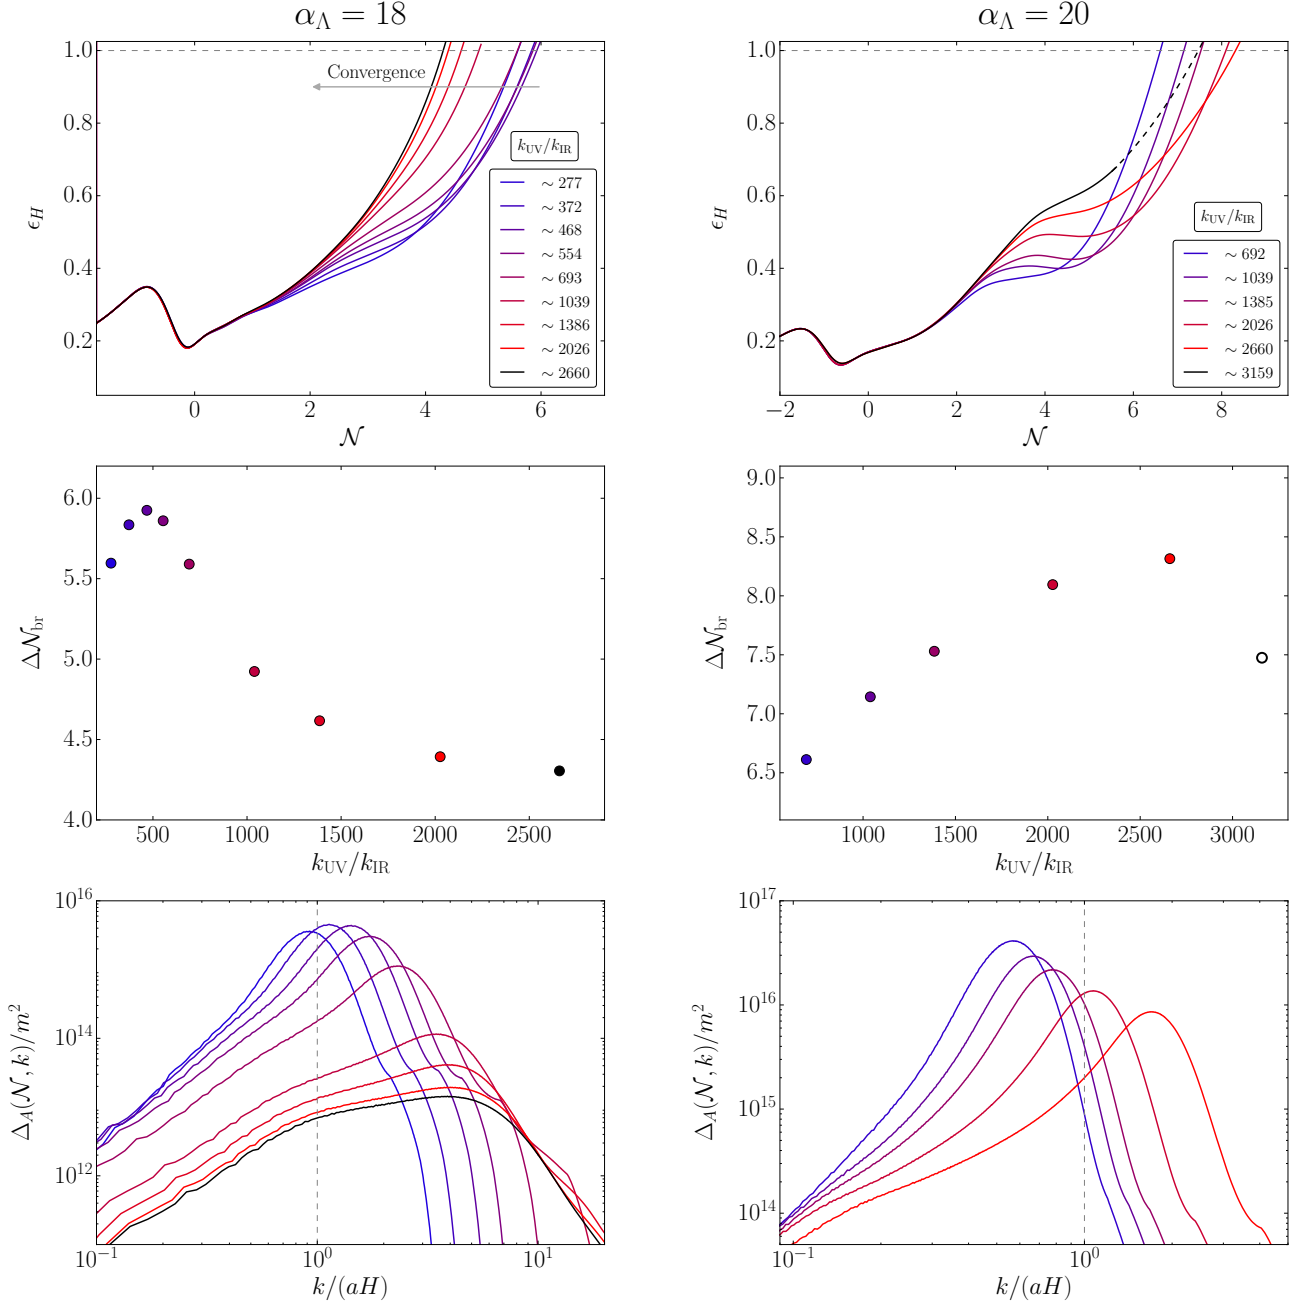 α_Λ = 18
1.0
0.8
0.6
0.4
0.2
ϵ_H
Convergence
k_UV/k_IR
∼ 277
∼ 372
∼ 468
∼ 554
∼ 693
∼ 1039
∼ 1386
∼ 2026
∼ 2660
0 2 4 6
𝒩
α_Λ = 20
1.0
0.8
0.6
0.4
0.2
ϵ_H
k_UV/k_IR
∼ 692
∼ 1039
∼ 1385
∼ 2026
∼ 2660
∼ 3159
−2 0 2 4 6 8
𝒩
6.0
5.5
5.0
4.5
4.0
Δ𝒩_br
500 1000 1500 2000 2500
k_UV/k_IR
9.0
8.5
8.0
7.5
7.0
6.5
Δ𝒩_br
1000 1500 2000 2500 3000
k_UV/k_IR
10^16
10^14
10^12
Δ_A(𝒩, k)/m^2
10^−1 10^0 10^1
k/(aH)
10^17
10^16
10^15
10^14
Δ_A(𝒩, k)/m^2
10^−1 10^0
k/(aH)